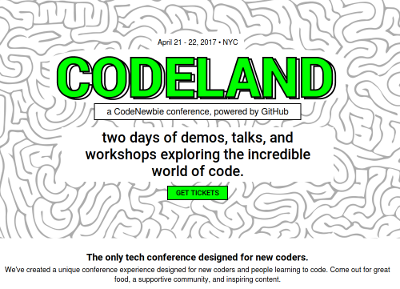 April 21 - 22, 2017 • NYC
CODELAND
a CodeNewbie conference, powered by GitHub
two days of demos, talks, and
workshops exploring the incredible
world of code.
GET TICKETS
The only tech conference designed for new coders.
We've created a unique conference experience designed for new coders and people learning to code. Come out for great
food, a supportive community, and inspiring content.